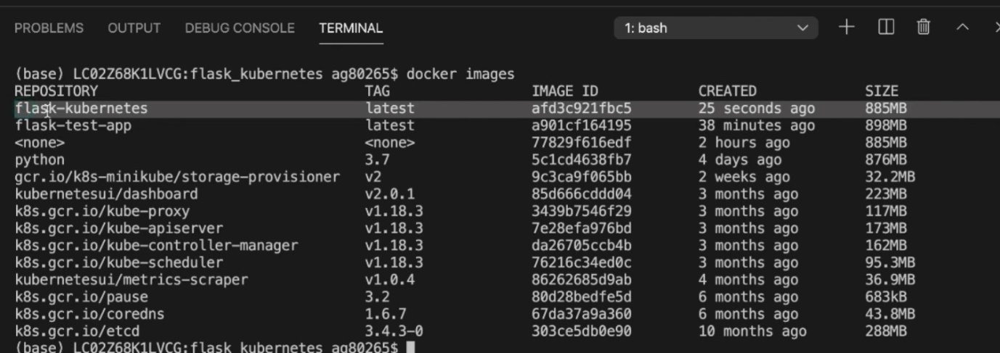 PROBLEMS OUTPUT DEBUG CONSOLE TERMINAL 1: bash
(base) LC02Z68K1LVCG:flask_kubernetes ag80265$ docker images
REPOSITORY TAG IMAGE ID CREATED SIZE
flask-kubernetes latest afd3c921fbc5 25 seconds ago 885MB
flask-test-app latest a901cf164195 38 minutes ago 898MB
<none> <none> 77829f616edf 2 hours ago 885MB
python 3.7 5c1cd4638fb7 4 days ago 876MB
gcr.io/k8s-minikube/storage-provisioner v2 9c3ca9f065bb 2 weeks ago 32.2MB
kubernetesui/dashboard v2.0.1 85d666cddd04 3 months ago 223MB
k8s.gcr.io/kube-proxy v1.18.3 3439b7546f29 3 months ago 117MB
k8s.gcr.io/kube-apiserver v1.18.3 7e28efa976bd 3 months ago 173MB
k8s.gcr.io/kube-controller-manager v1.18.3 da26705ccb4b 3 months ago 162MB
k8s.gcr.io/kube-scheduler v1.18.3 76216c34ed0c 3 months ago 95.3MB
kubernetesui/metrics-scraper v1.0.4 86262685d9ab 4 months ago 36.9MB
k8s.gcr.io/pause 3.2 80d28bedfe5d 6 months ago 683kB
k8s.gcr.io/coredns 1.6.7 67da37a9a360 6 months ago 43.8MB
k8s.gcr.io/etcd 3.4.3-0 303ce5db0e90 10 months ago 288MB
(base) LC02Z68K1LVCG:flask_kubernetes ag80265$